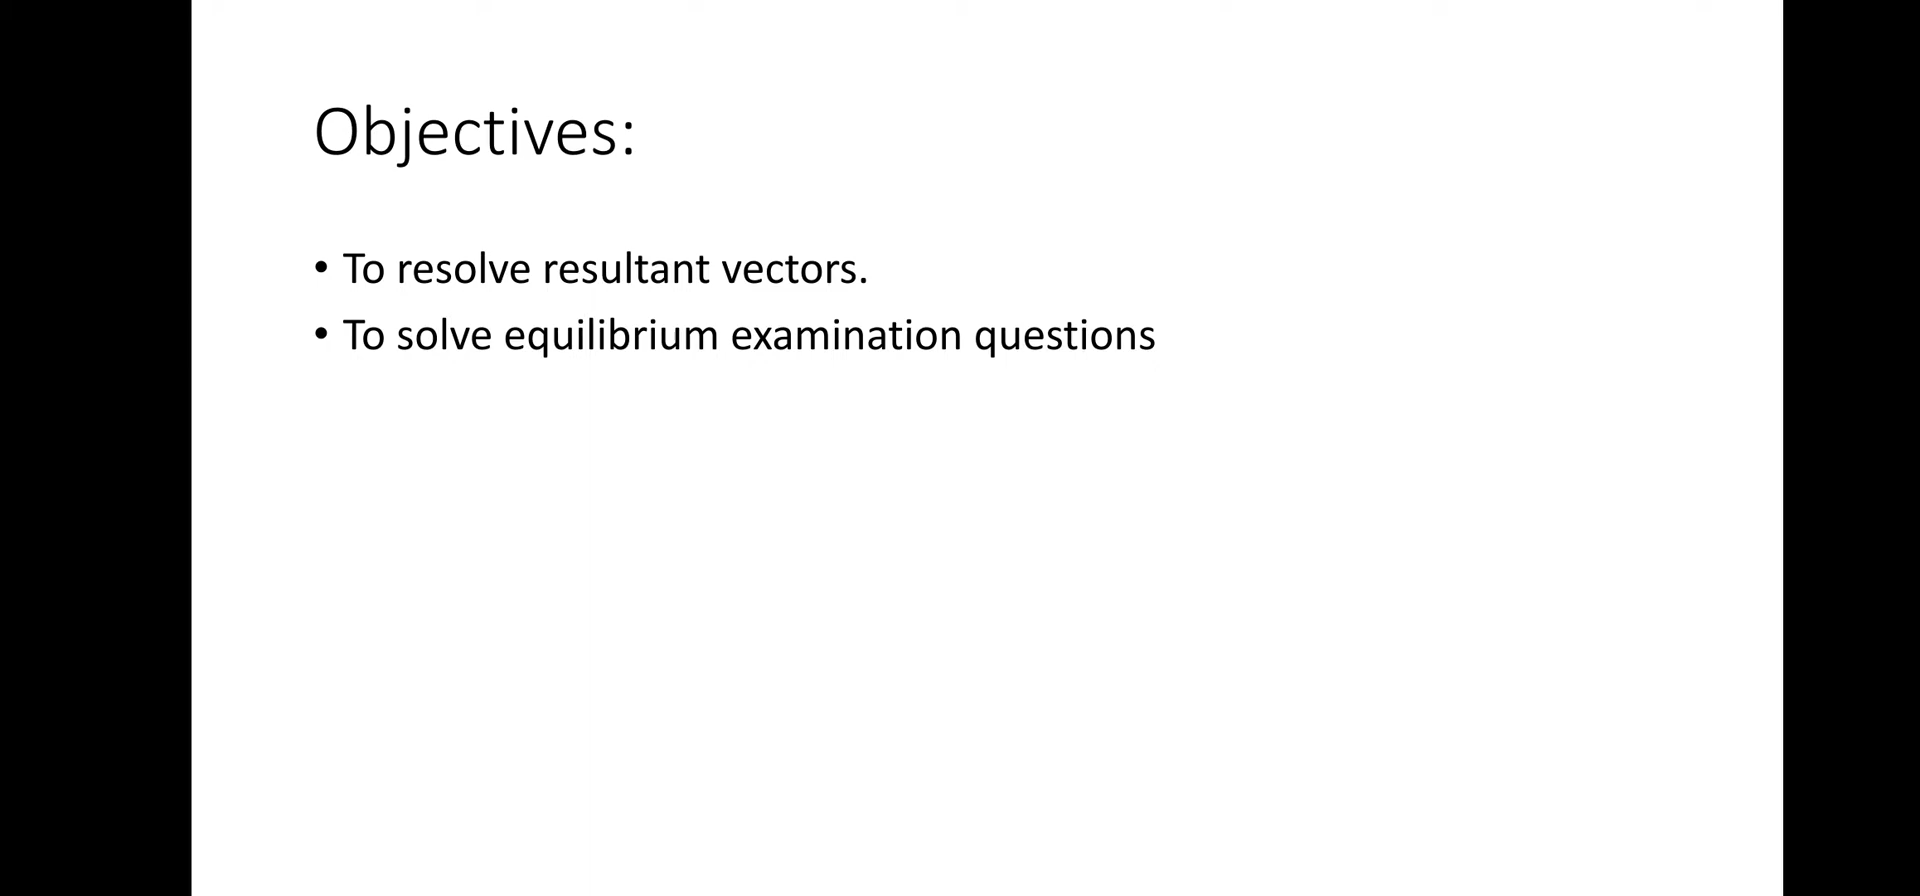 Objectives:
• To resolve resultant vectors.
• To solve equilibrium examination questions